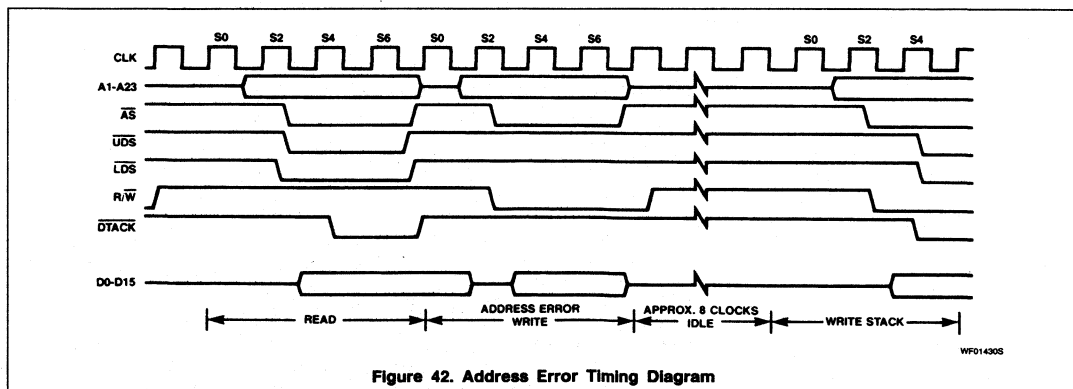 S0 S2 S4 S6 S0 S2 S4 S6 S0 S2 S4
CLK
A1-A23
AS
UDS
LDS
R/W
DTACK
D0-D15
READ
ADDRESS ERROR
WRITE
APPROX. 8 CLOCKS
IDLE
WRITE STACK
WF01430S
Figure 42. Address Error Timing Diagram